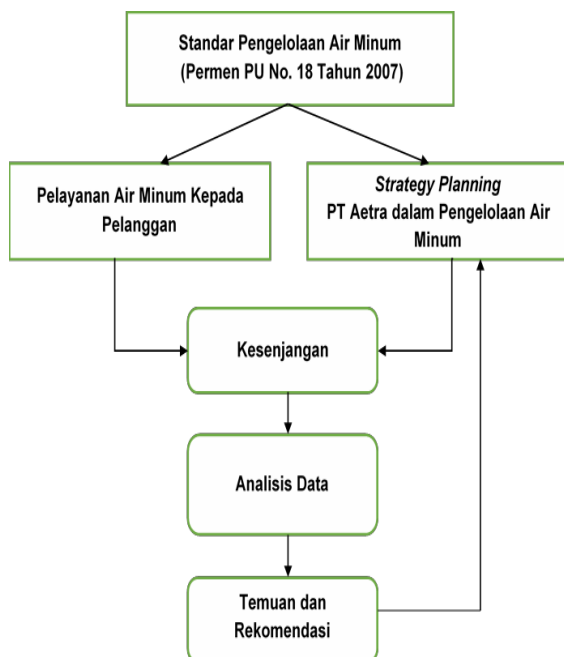 Standar Pengelolaan Air Minum
(Permen PU No. 18 Tahun 2007)
Pelayanan Air Minum Kepada
Pelanggan
Strategy Planning
PT Aetra dalam Pengelolaan Air
Minum
Kesenjangan
Analisis Data
Temuan dan
Rekomendasi